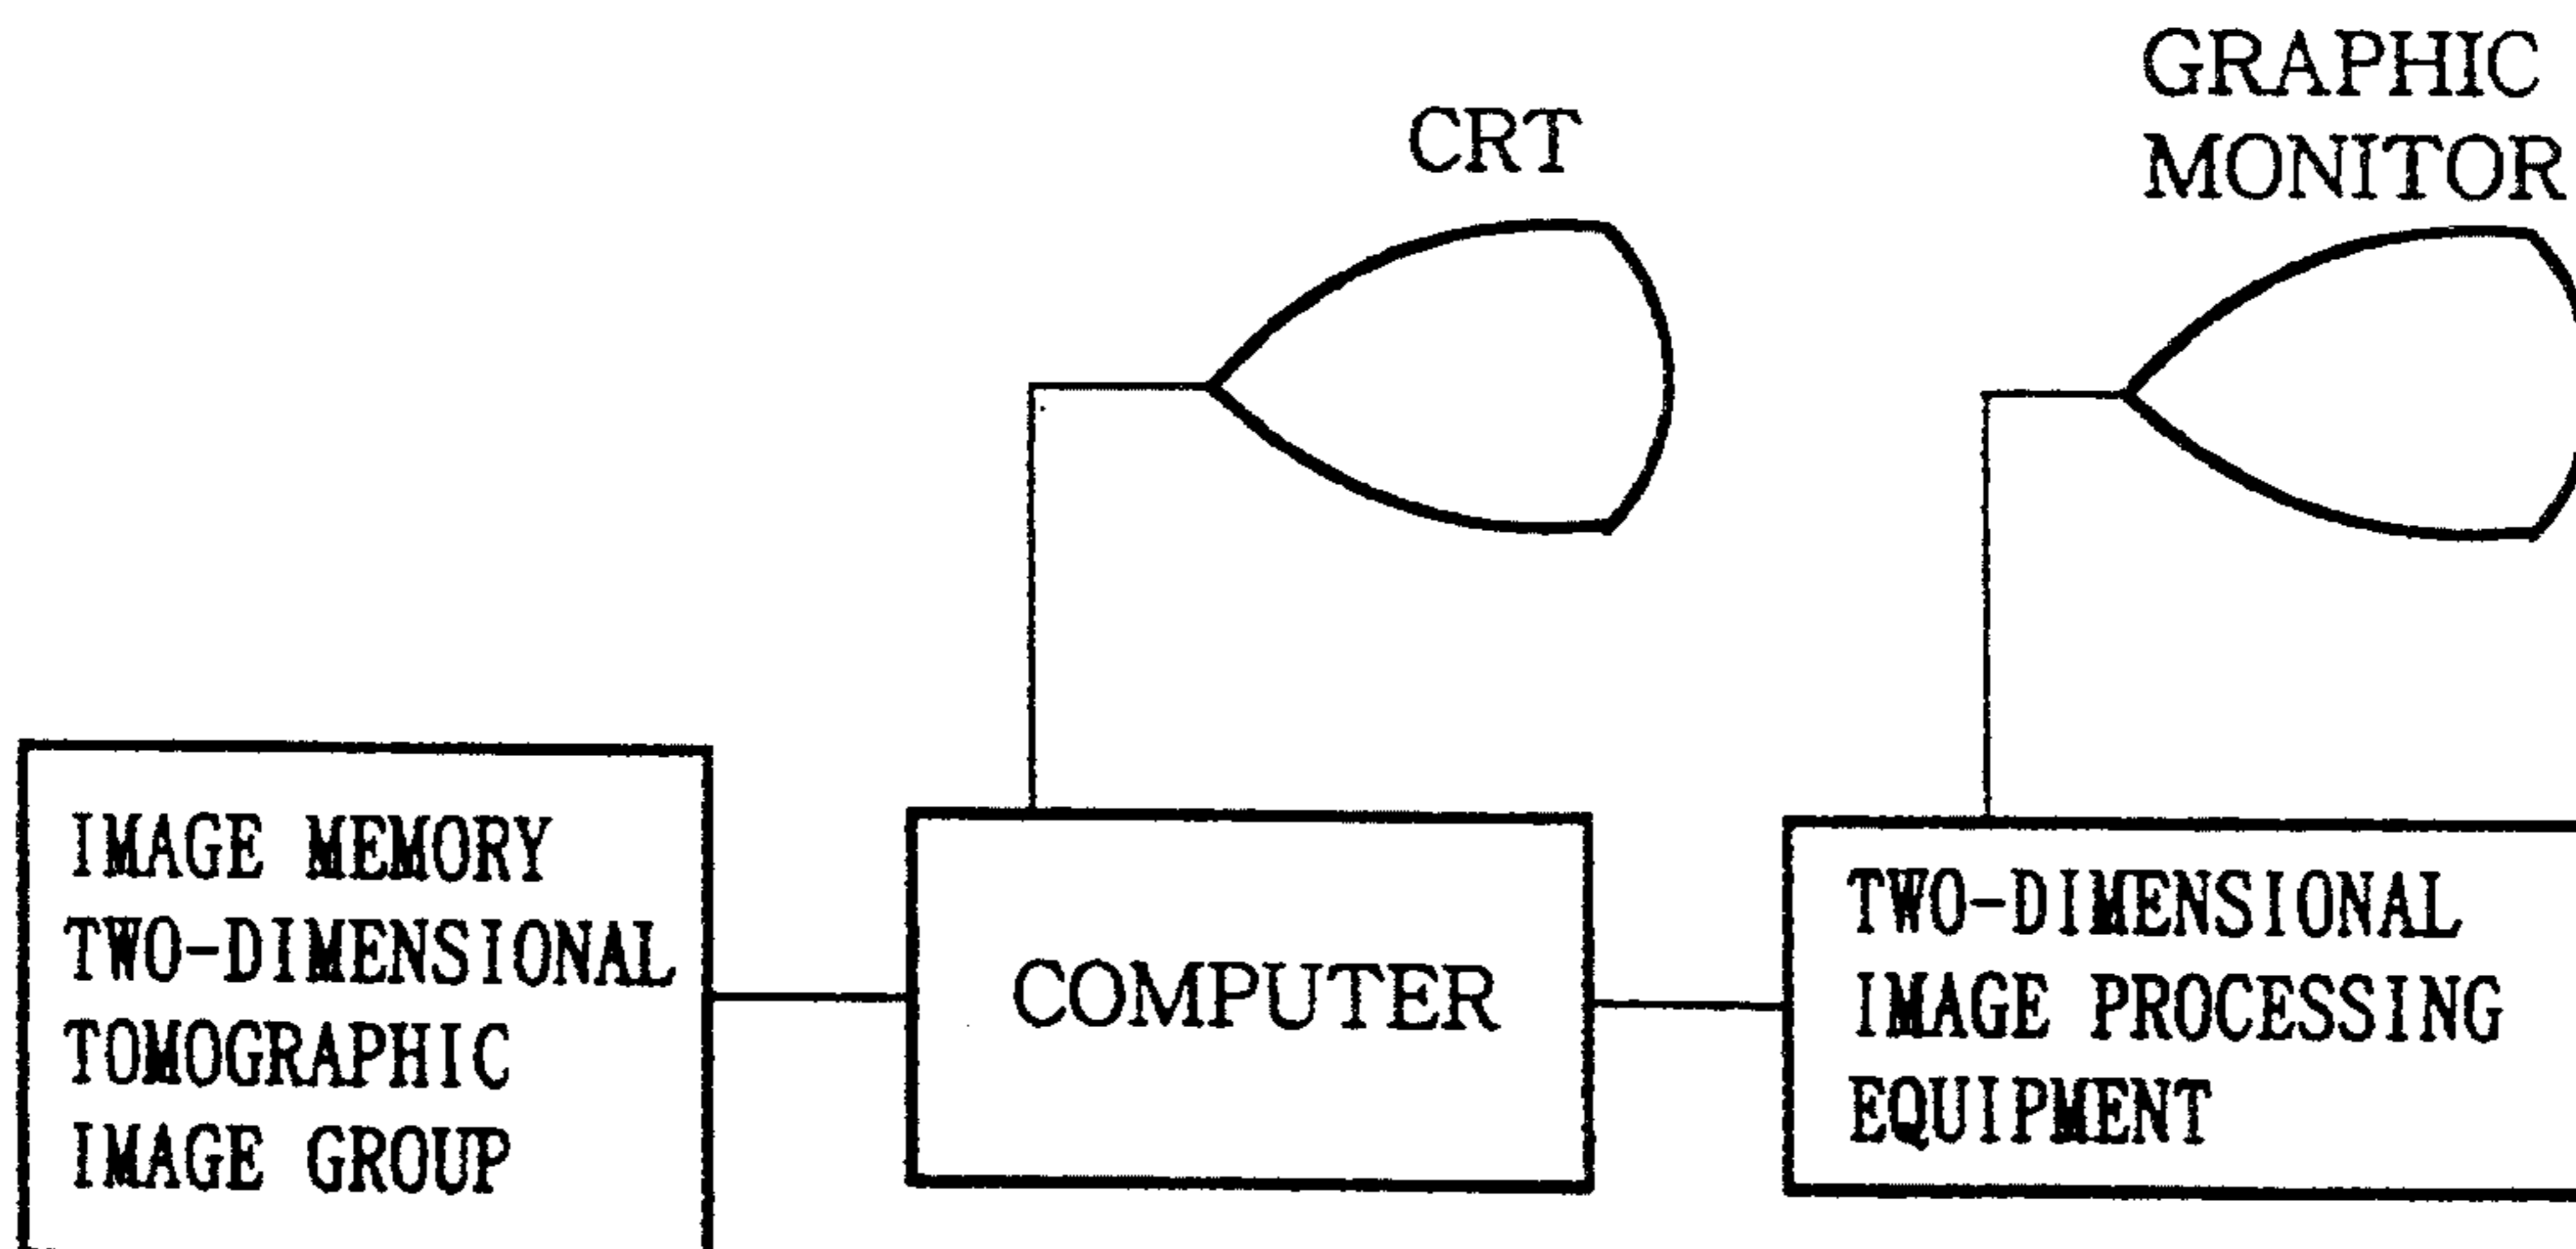 GRAPHIC
MONITOR
CRT
IMAGE MEMORY
TWO-DIMENSIONAL
TOMOGRAPHIC
IMAGE GROUP
COMPUTER
TWO-DIMENSIONAL
IMAGE PROCESSING
EQUIPMENT